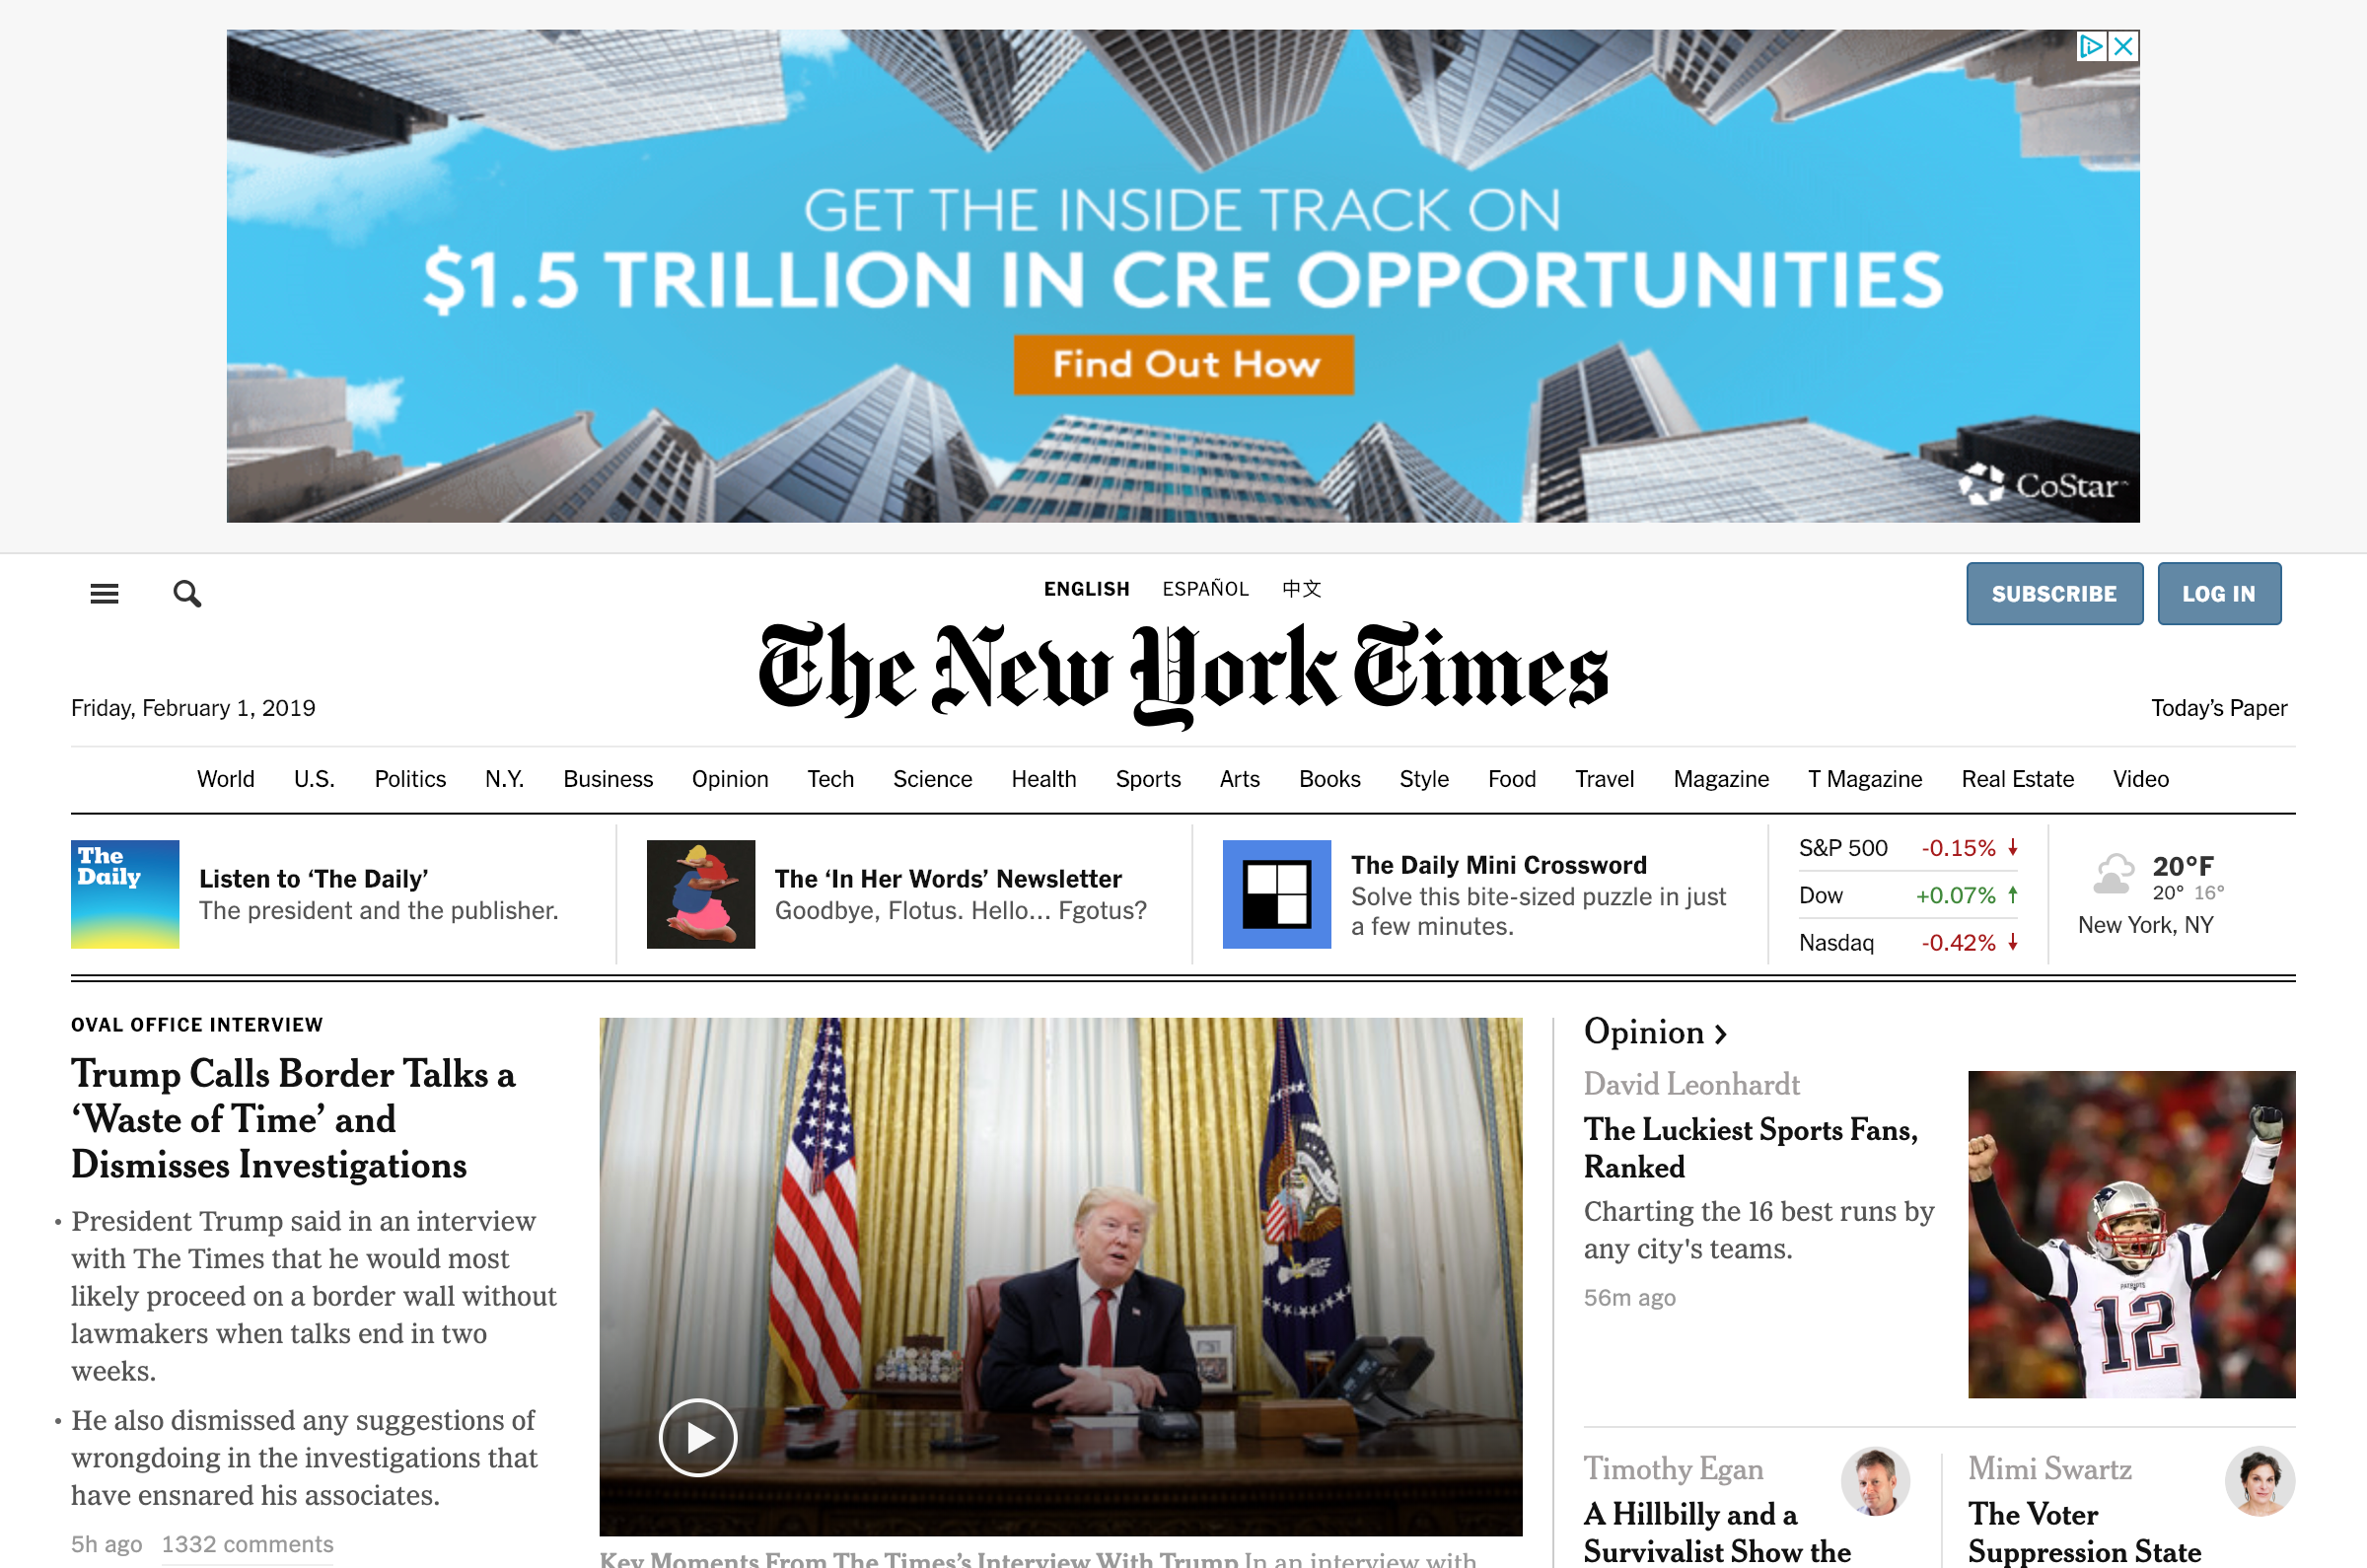 GET THE INSIDE TRACK ON
$1.5 TRILLION IN CRE OPPORTUNITIES
Find Out How
CoStar™
ENGLISH ESPAÑOL 中文
SUBSCRIBE LOG IN
The New York Times
Friday, February 1, 2019
Today’s Paper
World U.S. Politics N.Y. Business Opinion Tech Science Health Sports Arts Books Style Food Travel Magazine T Magazine Real Estate Video
The
Daily
Listen to ‘The Daily’
The president and the publisher.
The ‘In Her Words’ Newsletter
Goodbye, Flotus. Hello… Fgotus?
The Daily Mini Crossword
Solve this bite-sized puzzle in just
a few minutes.
S&P 500 -0.15% ↓
Dow +0.07% ↑
Nasdaq -0.42% ↓
20°F
20° 16°
New York, NY
OVAL OFFICE INTERVIEW
Trump Calls Border Talks a
‘Waste of Time’ and
Dismisses Investigations
• President Trump said in an interview
with The Times that he would most
likely proceed on a border wall without
lawmakers when talks end in two
weeks.
• He also dismissed any suggestions of
wrongdoing in the investigations that
have ensnared his associates.
5h ago 1332 comments
Key Moments From The Times’s Interview With Trump In an interview with
Opinion ›
David Leonhardt
The Luckiest Sports Fans,
Ranked
Charting the 16 best runs by
any city's teams.
56m ago
PATRIOTS
12
Timothy Egan
A Hillbilly and a
Survivalist Show the
Mimi Swartz
The Voter
Suppression State